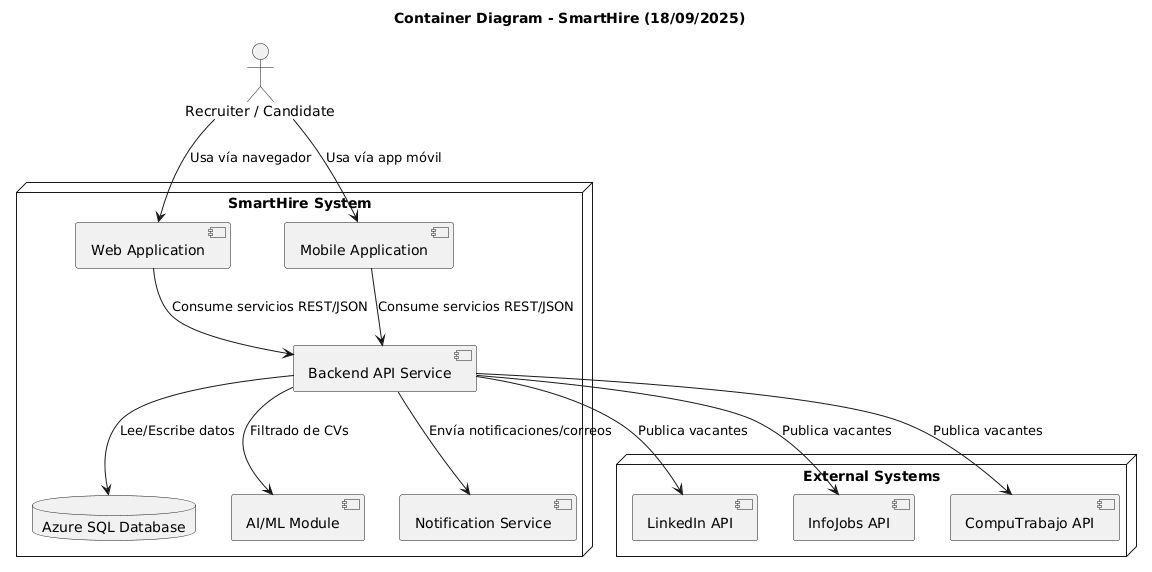 Container Diagram - SmartHire (18/09/2025)
Recruiter / Candidate
Usa vía navegador
Usa vía app móvil
SmartHire System
Web Application
Mobile Application
Consume servicios REST/JSON
Consume servicios REST/JSON
Backend API Service
Lee/Escribe datos
Filtrado de CVs
Envía notificaciones/correos
Publica vacantes
Publica vacantes
Publica vacantes
External Systems
Azure SQL Database
AI/ML Module
Notification Service
LinkedIn API
InfoJobs API
CompuTrabajo API